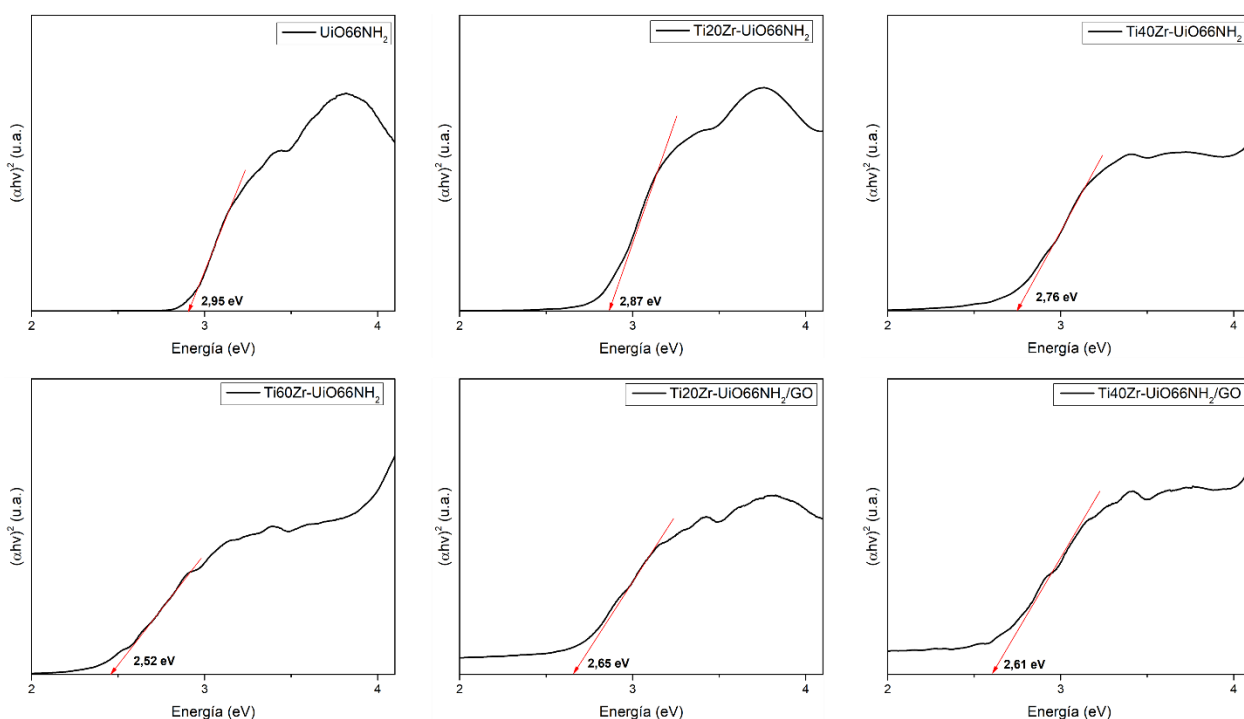 UiO66NH₂
(αhν)² (u.a.)
2,95 eV
2 3 4
Energía (eV)
Ti20Zr-UiO66NH₂
(αhν)² (u.a.)
2,87 eV
2 3 4
Energía (eV)
Ti40Zr-UiO66NH₂
(αhν)² (u.a.)
2,76 eV
2 3 4
Energía (eV)
Ti60Zr-UiO66NH₂
(αhν)² (u.a.)
2,52 eV
2 3 4
Energía (eV)
Ti20Zr-UiO66NH₂/GO
(αhν)² (u.a.)
2,65 eV
2 3 4
Energía (eV)
Ti40Zr-UiO66NH₂/GO
(αhν)² (u.a.)
2,61 eV
2 3 4
Energía (eV)